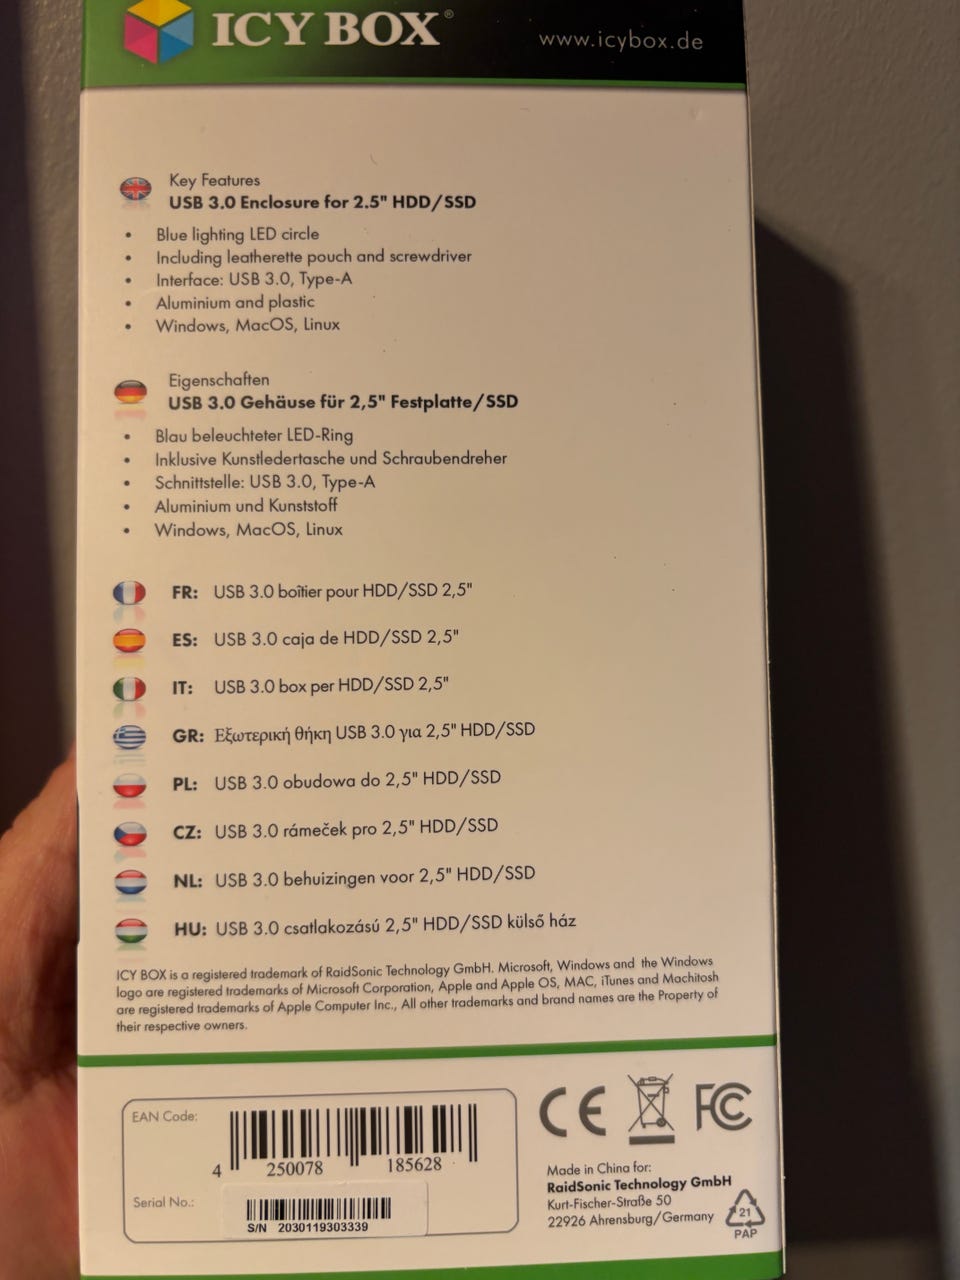 ICY BOX®
www.icybox.de
Key Features
USB 3.0 Enclosure for 2.5" HDD/SSD
• Blue lighting LED circle
• Including leatherette pouch and screwdriver
• Interface: USB 3.0, Type-A
• Aluminium and plastic
• Windows, MacOS, Linux
Eigenschaften
USB 3.0 Gehäuse für 2,5" Festplatte/SSD
• Blau beleuchteter LED-Ring
• Inklusive Kunstledertasche und Schraubendreher
• Schnittstelle: USB 3.0, Type-A
• Aluminium und Kunststoff
• Windows, MacOS, Linux
FR: USB 3.0 boîtier pour HDD/SSD 2,5"
ES: USB 3.0 caja de HDD/SSD 2,5"
IT: USB 3.0 box per HDD/SSD 2,5"
GR: Εξωτερική θήκη USB 3.0 για 2,5" HDD/SSD
PL: USB 3.0 obudowa do 2,5" HDD/SSD
CZ: USB 3.0 rámeček pro 2,5" HDD/SSD
NL: USB 3.0 behuizingen voor 2,5" HDD/SSD
HU: USB 3.0 csatlakozású 2,5" HDD/SSD külső ház
ICY BOX is a registered trademark of RaidSonic Technology GmbH. Microsoft, Windows and the Windows
logo are registered trademarks of Microsoft Corporation, Apple and Apple OS, MAC, iTunes and Machitosh
are registered trademarks of Apple Computer Inc., All other trademarks and brand names are the Property of
their respective owners.
EAN Code:
4 250078 185628
Serial No.:
S/N 2030119303339
CE
FC
Made in China for:
RaidSonic Technology GmbH
Kurt-Fischer-Straße 50
22926 Ahrensburg/Germany
21
PAP